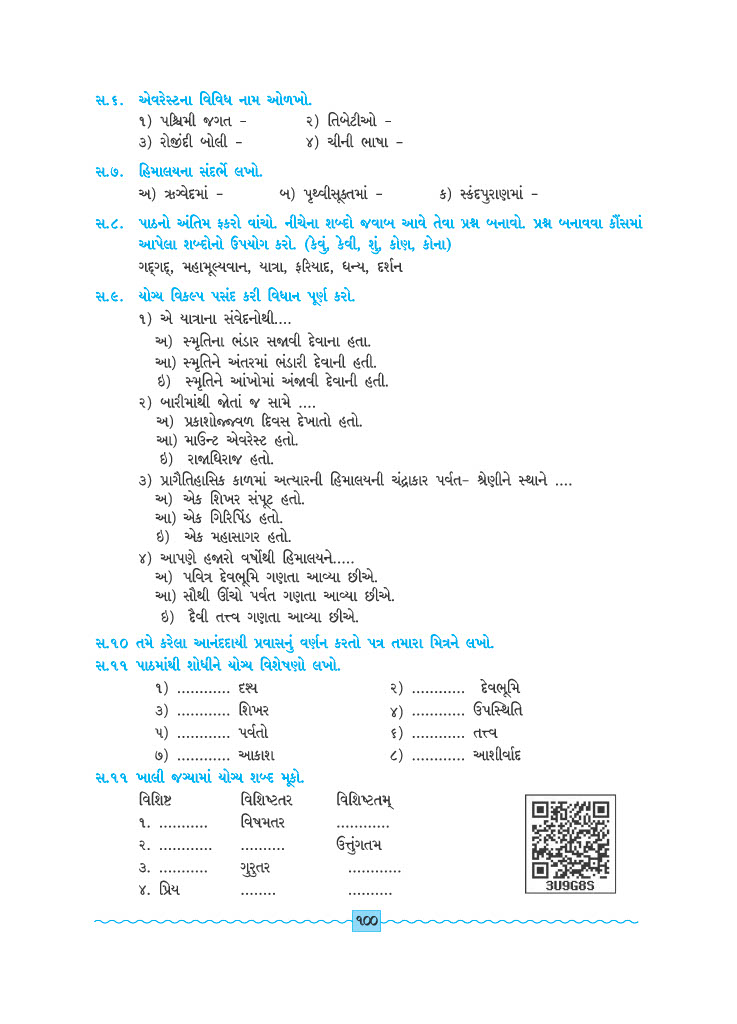 સ.૬. એવરેસ્ટના વિવિધ નામ ઓળખો.
૧) પશ્ચિમી જગત – ૨) તિબેટીઓ –
૩) રોજીંદી બોલી – ૪) ચીની ભાષા –
સ.૭. હિમાલયના સંદર્ભે લખો.
અ) ઋગ્વેદમાં – બ) પૃથ્વીસૂક્તમાં – ક) સ્કંદપુરાણમાં –
સ.૮. પાઠનો અંતિમ ફકરો વાંચો. નીચેના શબ્દો જવાબ આવે તેવા પ્રશ્ન બનાવો. પ્રશ્ન બનાવવા કૌંસમાં
આપેલા શબ્દોનો ઉપયોગ કરો. (કેવું, કેવી, શું, કોણ, કોના)
ગદ્‌ગદ્, મહામૂલ્યવાન, યાત્રા, ફરિયાદ, ધન્ય, દર્શન
સ.૯. યોગ્ય વિકલ્પ પસંદ કરી વિધાન પૂર્ણ કરો.
૧) એ યાત્રાના સંવેદનોથી....
અ) સ્મૃતિના ભંડાર સજાવી દેવાના હતા.
આ) સ્મૃતિને અંતરમાં ભંડારી દેવાની હતી.
ઇ) સ્મૃતિને આંખોમાં અંજાવી દેવાની હતી.
૨) બારીમાંથી જોતાં જ સામે ....
અ) પ્રકાશોજ્જ્વળ દિવસ દેખાતો હતો.
આ) માઉન્ટ એવરેસ્ટ હતો.
ઇ) રાજાધિરાજ હતો.
૩) પ્રાગૈતિહાસિક કાળમાં અત્યારની હિમાલયની ચંદ્રાકાર પર્વત– શ્રેણીને સ્થાને ....
અ) એક શિખર સંપૂટ હતો.
આ) એક ગિરિપિંડ હતો.
ઇ) એક મહાસાગર હતો.
૪) આપણે હજારો વર્ષોથી હિમાલયને.....
અ) પવિત્ર દેવભૂમિ ગણતા આવ્યા છીએ.
આ) સૌથી ઊંચો પર્વત ગણતા આવ્યા છીએ.
ઇ) દૈવી તત્ત્વ ગણતા આવ્યા છીએ.
સ.૧૦ તમે કરેલા આનંદદાયી પ્રવાસનું વર્ણન કરતો પત્ર તમારા મિત્રને લખો.
સ.૧૧ પાઠમાંથી શોધીને યોગ્ય વિશેષણો લખો.
૧) ............ દશ્ય ૨) ............ દેવભૂમિ
૩) ............ શિખર ૪) ............ ઉપસ્થિતિ
૫) ............ પર્વતો ૬) ............ તત્ત્વ
૭) ............ આકાશ ૮) ............ આશીર્વાદ
સ.૧૧ ખાલી જગ્યામાં યોગ્ય શબ્દ મૂકો.
વિશિષ્ટ વિશિષ્ટતર વિશિષ્ટતમ્
૧. ........... વિષમતર ............
૨. ............ .......... ઉત્તુંગતમ
૩. ........... ગુરુતર ............
૪. પ્રિય ........ ..........
3U9G8S
૧૦૦